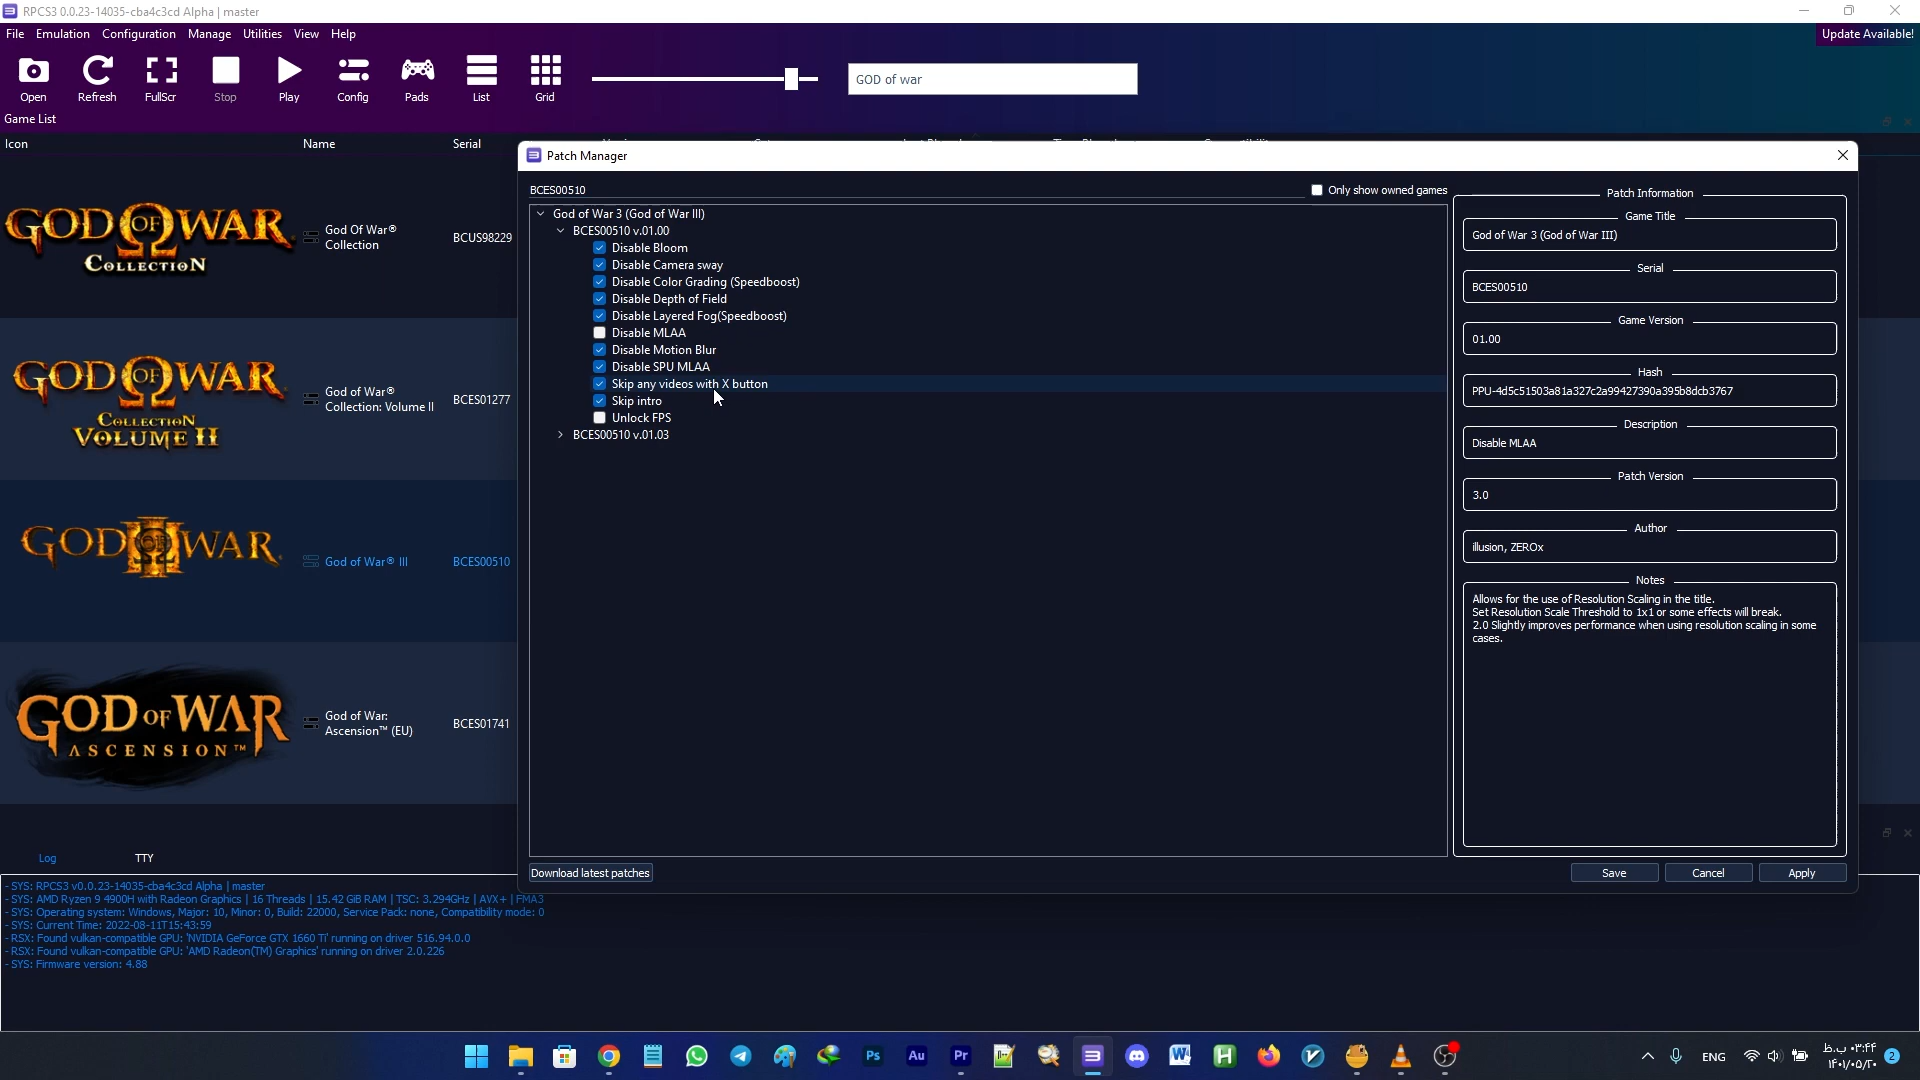 RPCS3 0.0.23-14035-cba4c3cd Alpha | master
File Emulation Configuration Manage Utilities View Help
Update Available!
Open Refresh FullScr Stop Play Config Pads List Grid
GOD of war
Game List
Icon Name Serial
GOD OF WAR
COLLECTION
God Of War®
Collection
BCUS98229
GOD OF WAR
COLLECTION
VOLUME II
God of War®
Collection: Volume II
BCES01277
GOD OF WAR
III
God of War® III
BCES00510
GOD OF WAR
ASCENSION™
God of War:
Ascension™ (EU)
BCES01741
Patch Manager
BCES00510
Only show owned games
God of War 3 (God of War III)
BCES00510 v.01.00
Disable Bloom
Disable Camera sway
Disable Color Grading (Speedboost)
Disable Depth of Field
Disable Layered Fog(Speedboost)
Disable MLAA
Disable Motion Blur
Disable SPU MLAA
Skip any videos with X button
Skip intro
Unlock FPS
BCES00510 v.01.03
Download latest patches
Patch Information
Game Title
God of War 3 (God of War III)
Serial
BCES00510
Game Version
01.00
Hash
PPU-4d5c51503a81a327c2a99427390a395b8dcb3767
Description
Disable MLAA
Patch Version
3.0
Author
illusion, ZEROx
Notes
Allows for the use of Resolution Scaling in the title.
Set Resolution Scale Threshold to 1x1 or some effects will break.
2.0 Slightly improves performance when using resolution scaling in some
cases.
Save Cancel Apply
Log TTY
- SYS: RPCS3 v0.0.23-14035-cba4c3cd Alpha | master
- SYS: AMD Ryzen 9 4900H with Radeon Graphics | 16 Threads | 15.42 GiB RAM | TSC: 3.294GHz | AVX+ | FMA3
- SYS: Operating system: Windows, Major: 10, Minor: 0, Build: 22000, Service Pack: none, Compatibility mode: 0
- SYS: Current Time: 2022-08-11T15:43:59
- RSX: Found vulkan-compatible GPU: 'NVIDIA GeForce GTX 1660 Ti' running on driver 516.94.0.0
- RSX: Found vulkan-compatible GPU: 'AMD Radeon(TM) Graphics' running on driver 2.0.226
- SYS: Firmware version: 4.88
Ps Au Pr W H V
ENG
۰۳:۴۴ ب.ظ
۱۴۰۱/۰۵/۲۰
2